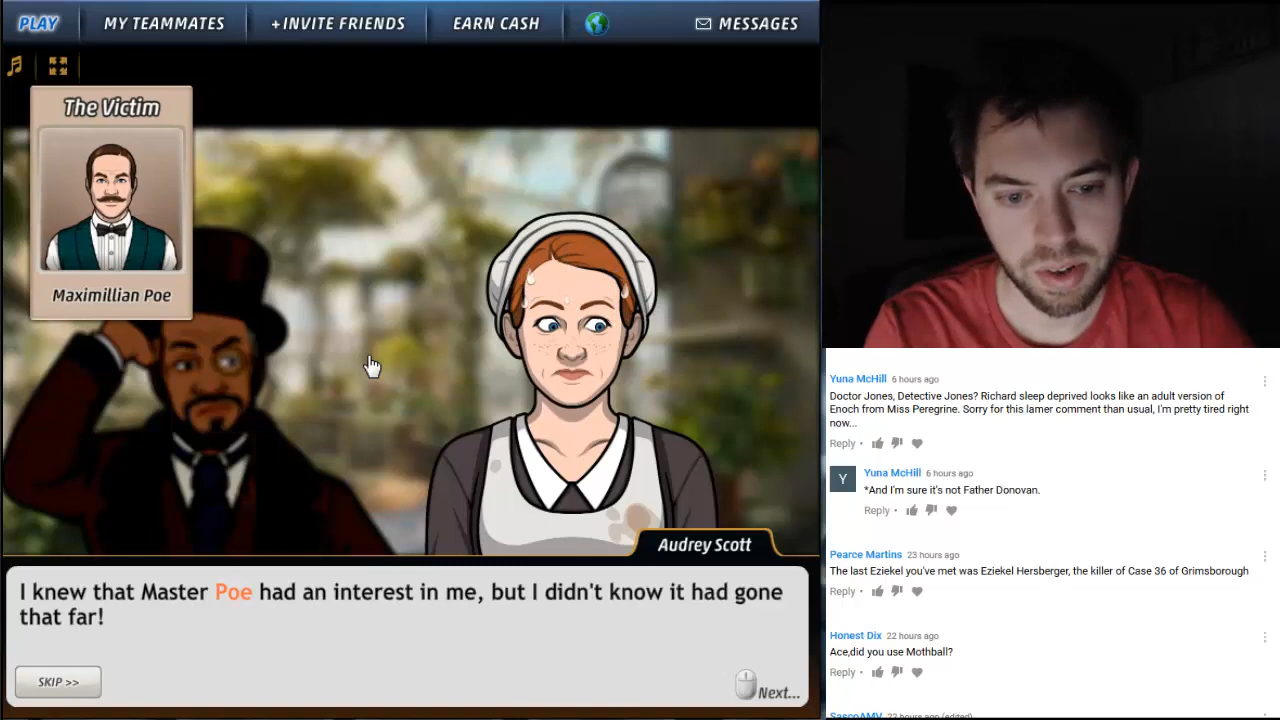 PLAY
MY TEAMMATES
+INVITE FRIENDS
EARN CASH
MESSAGES
The Victim
Maximillian Poe
Audrey Scott
I knew that Master Poe had an interest in me, but I didn't know it had gone
that far!
SKIP >>
Next...
Yuna McHill 6 hours ago
Doctor Jones, Detective Jones? Richard sleep deprived looks like an adult version of
Enoch from Miss Peregrine. Sorry for this lamer comment than usual, I'm pretty tired right
now...
Reply
Y
Yuna McHill 6 hours ago
*And I'm sure it's not Father Donovan.
Reply
Pearce Martins 23 hours ago
The last Eziekel you've met was Eziekel Hersberger, the killer of Case 36 of Grimsborough
Reply
Honest Dix 22 hours ago
Ace,did you use Mothball?
Reply
SascoAMV 22 hours ago (edited)